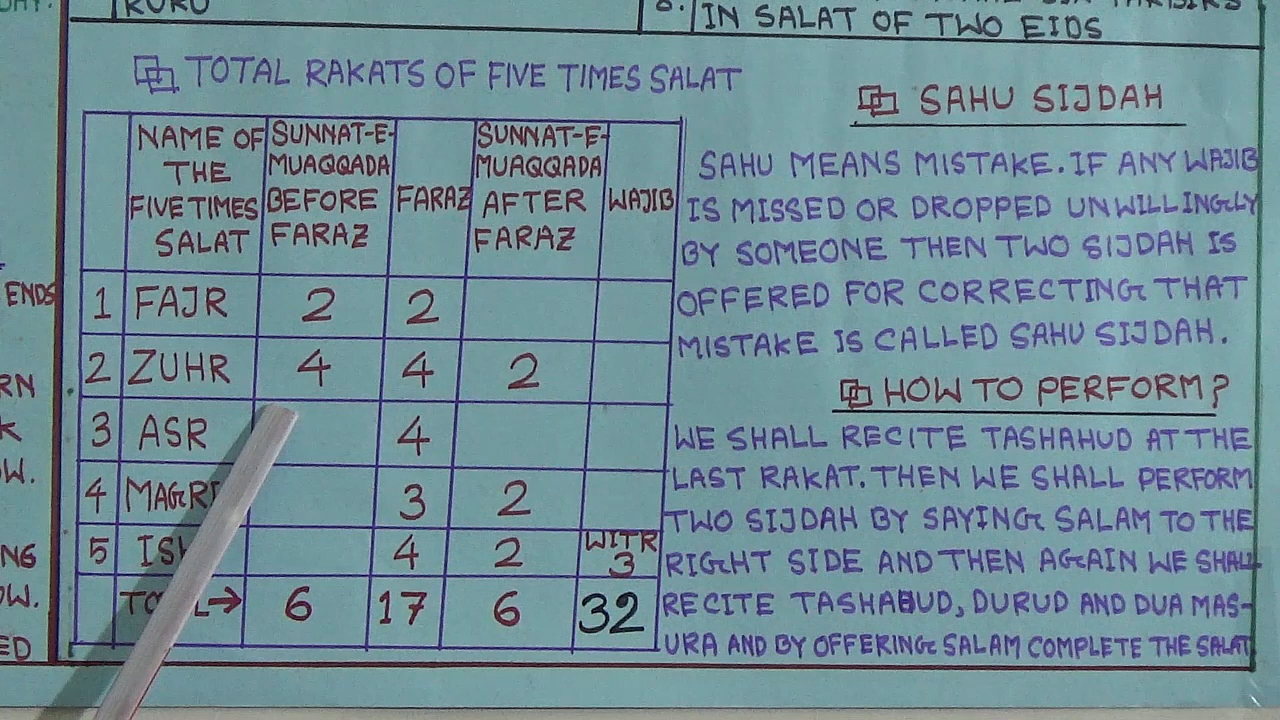 RUKU
IN SALAT OF TWO EIDS
TOTAL RAKATS OF FIVE TIMES SALAT
NAME OF THE FIVE TIMES SALAT
SUNNAT-E-MUAQQADA BEFORE FARAZ
FARAZ
SUNNAT-E-MUAQQADA AFTER FARAZ
WAJIB
1 FAJR 2 2
2 ZUHR 4 4 2
3 ASR 4
4 3 2
5 4 2 WITR 3
6 17 6 32
SAHU SIJDAH
SAHU MEANS MISTAKE. IF ANY WAJIB
IS MISSED OR DROPPED UNWILLINGLY
BY SOMEONE THEN TWO SIJDAH IS
OFFERED FOR CORRECTING THAT
MISTAKE IS CALLED SAHU SIJDAH.
HOW TO PERFORM?
WE SHALL RECITE TASHAHUD AT THE
LAST RAKAT. THEN WE SHALL PERFORM
TWO SIJDAH BY SAYING SALAM TO THE
RIGHT SIDE AND THEN AGAIN WE SHALL
RECITE TASHAHUD, DURUD AND DUA MAS-
URA AND BY OFFERING SALAM COMPLETE THE SALAT
ENDS